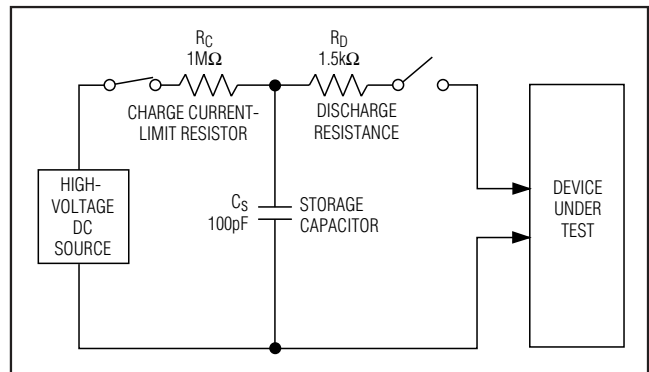 R_C
1MΩ
CHARGE CURRENT-
LIMIT RESISTOR
R_D
1.5kΩ
DISCHARGE
RESISTANCE
HIGH-
VOLTAGE
DC
SOURCE
C_S
100pF
STORAGE
CAPACITOR
DEVICE
UNDER
TEST